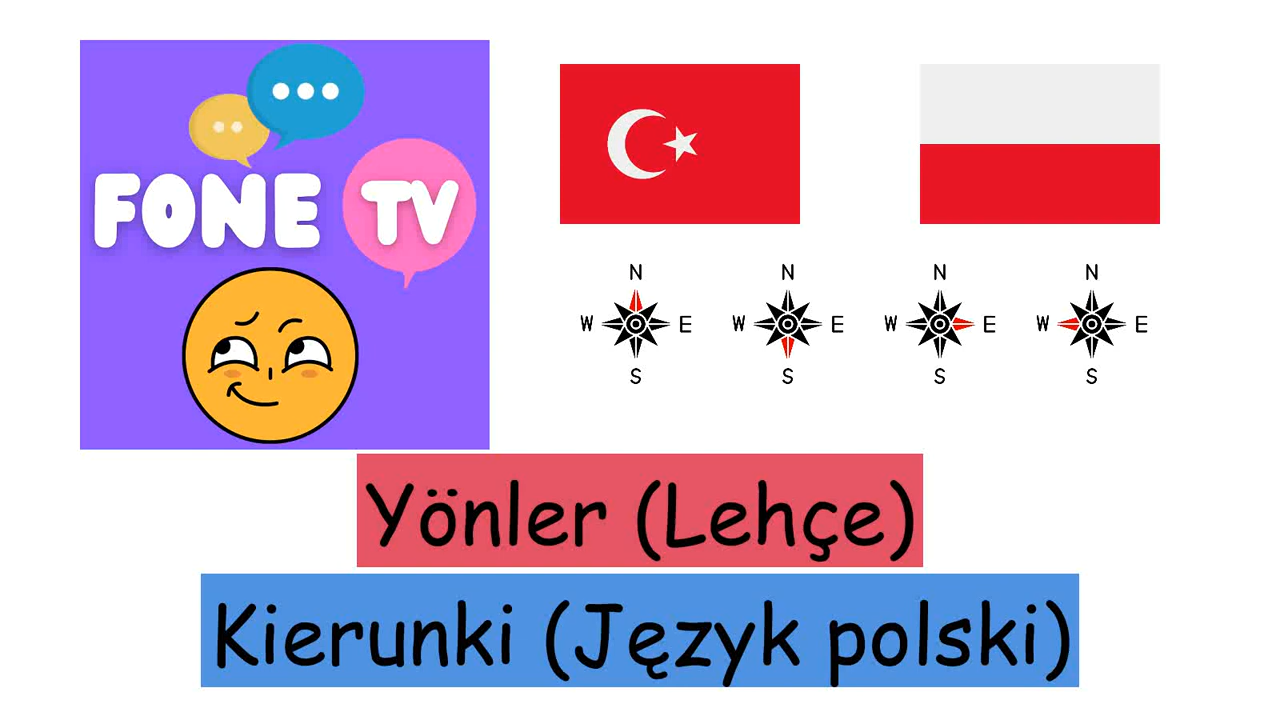 FONE TV
N N N N
W E W E W E W E
S S S S
Yönler (Lehçe)
Kierunki (Język polski)